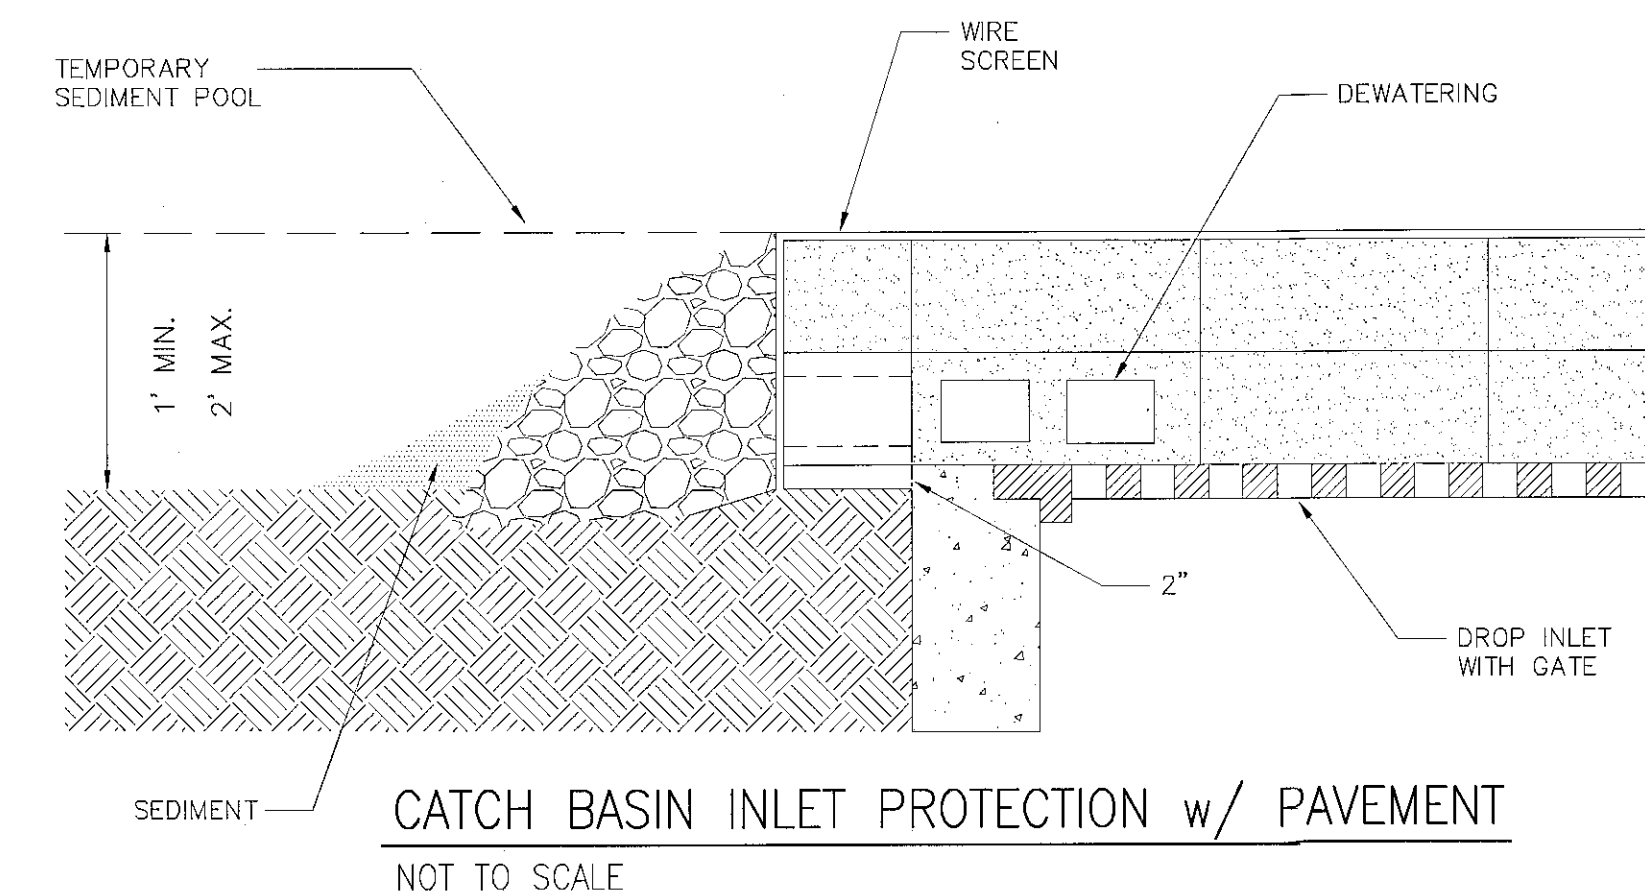 WIRE
SCREEN
TEMPORARY
SEDIMENT POOL
DEWATERING
1' MIN.
2' MAX.
2"
DROP INLET
WITH GATE
SEDIMENT
CATCH BASIN INLET PROTECTION w/ PAVEMENT
NOT TO SCALE